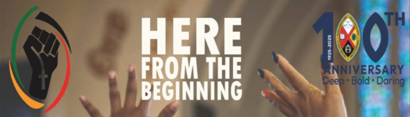 HERE
FROM THE
BEGINNING
100TH
1925-2025
ANNIVERSARY
Deep • Bold • Daring